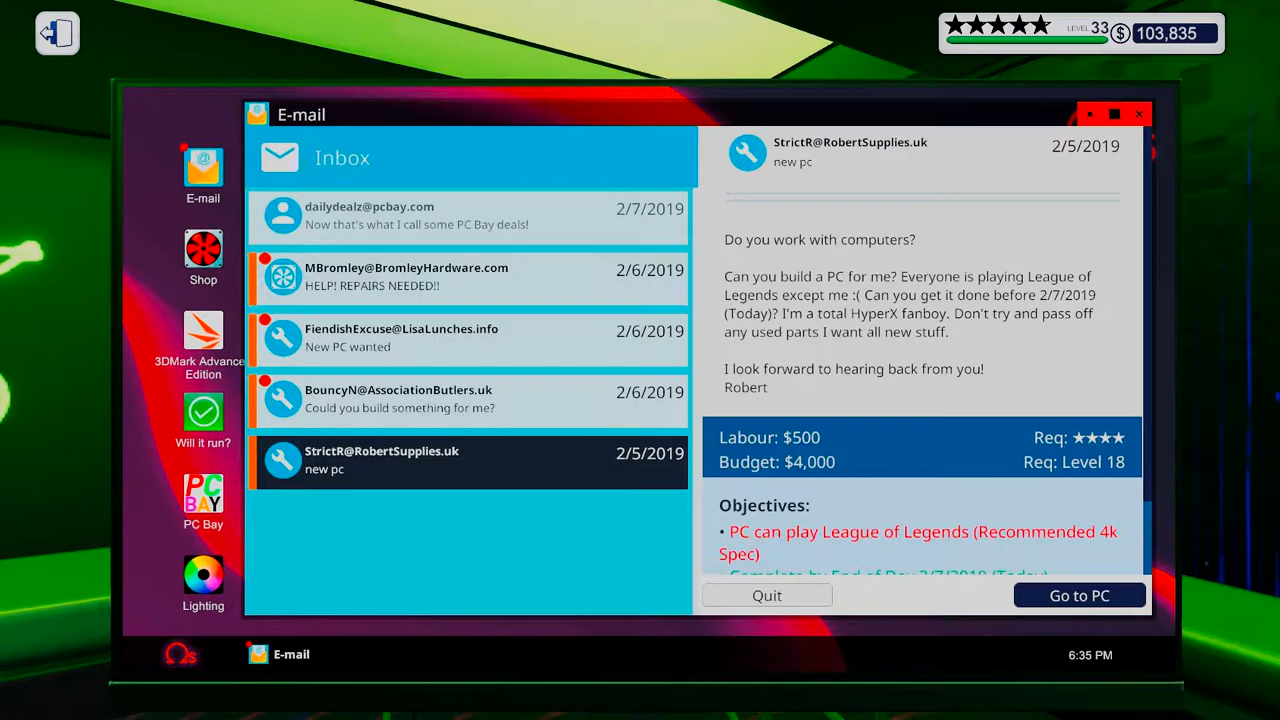 LEVEL 33 $ 103,835
E-mail
Inbox
dailydealz@pcbay.com 2/7/2019
Now that's what I call some PC Bay deals!
MBromley@BromleyHardware.com 2/6/2019
HELP! REPAIRS NEEDED!!
FiendishExcuse@LisaLunches.info 2/6/2019
New PC wanted
BouncyN@AssociationButlers.uk 2/6/2019
Could you build something for me?
StrictR@RobertSupplies.uk 2/5/2019
new pc
StrictR@RobertSupplies.uk 2/5/2019
new pc
Do you work with computers?
Can you build a PC for me? Everyone is playing League of
Legends except me :( Can you get it done before 2/7/2019
(Today)? I'm a total HyperX fanboy. Don't try and pass off
any used parts I want all new stuff.
I look forward to hearing back from you!
Robert
Labour: $500 Req: ★★★★
Budget: $4,000 Req: Level 18
Objectives:
• PC can play League of Legends (Recommended 4k
Spec)
Quit Go to PC
E-mail
Shop
3DMark Advance
Edition
Will it run?
PC
BAY
PC Bay
Lighting
Ωs E-mail 6:35 PM